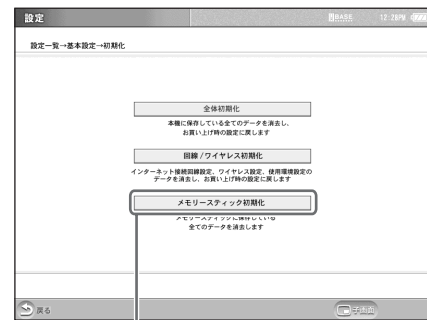 設定
BASE 12:28PM
設定一覧→基本設定→初期化
全体初期化
本機に保存している全てのデータを消去し、
お買い上げ時の設定に戻します
回線/ワイヤレス初期化
インターネット接続回線設定、ワイヤレス設定、使用環境設定の
データを消去し、お買い上げ時の設定に戻します
メモリースティック初期化
メモリースティックに保存している
全てのデータを消去します
戻る
子画面